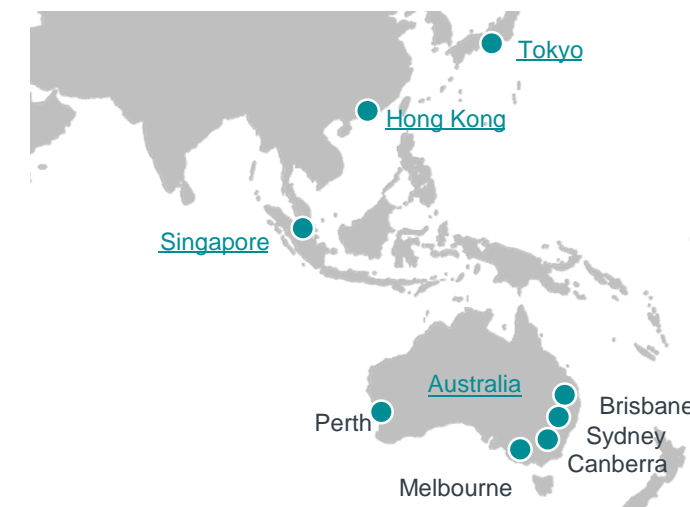 Tokyo
Hong Kong
Singapore
Australia
Brisbane
Perth
Sydney
Canberra
Melbourne